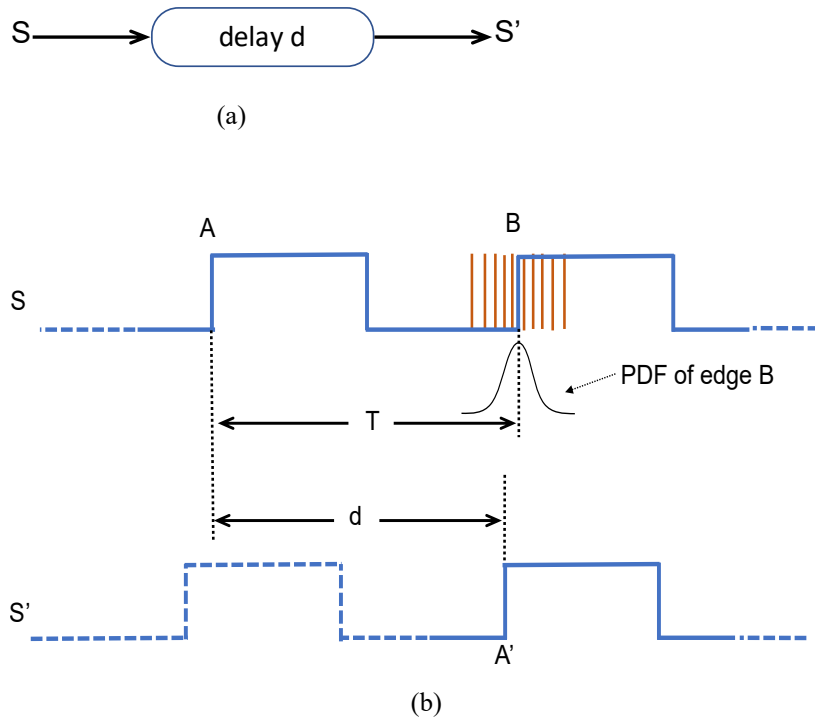 S delay d S’
(a)
A B
S
PDF of edge B
T
d
S’
A’
(b)